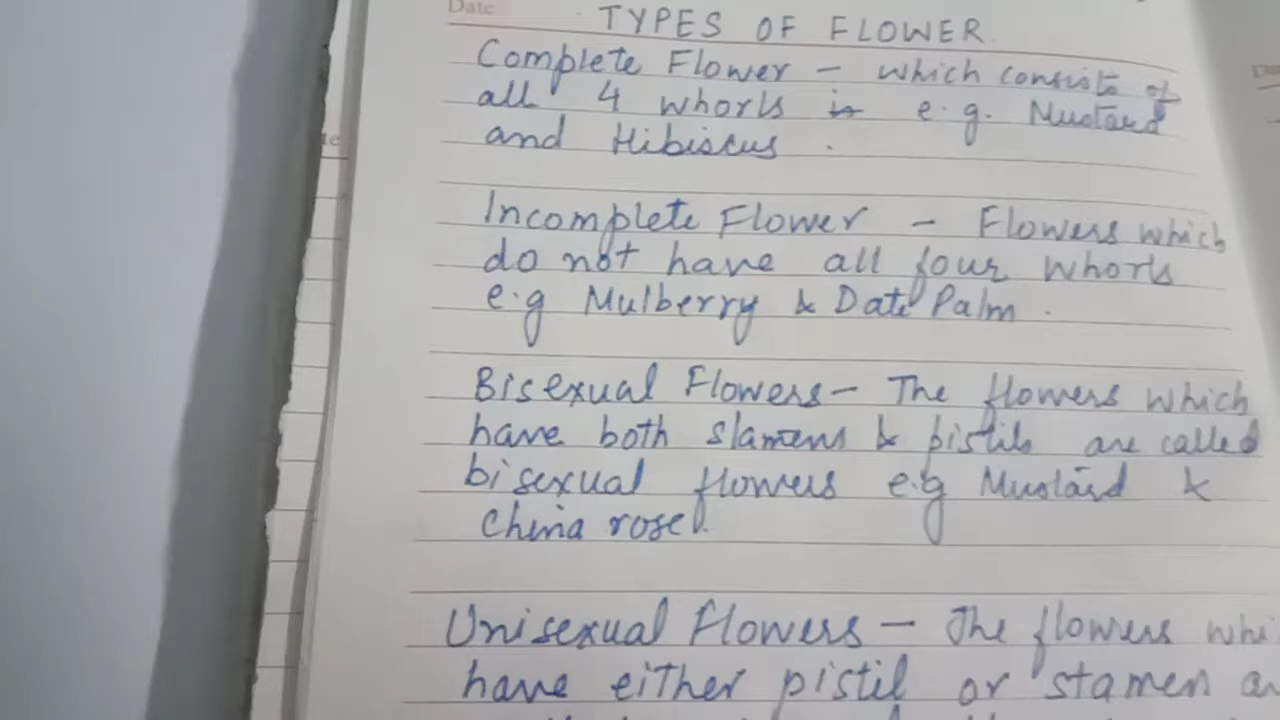 Date
TYPES OF FLOWER.
Complete Flower – which consists of
all 4 whorls e.g. Mustard
and Hibiscus.
Incomplete Flower – Flowers which
do not have all four whorls
e.g Mulberry & Date Palm.
Bisexual Flowers – The flowers which
have both stamens & pistils are called
bisexual flowers e.g Mustard &
China rose.
Unisexual Flowers – The flowers whi
have either pistil or stamen a